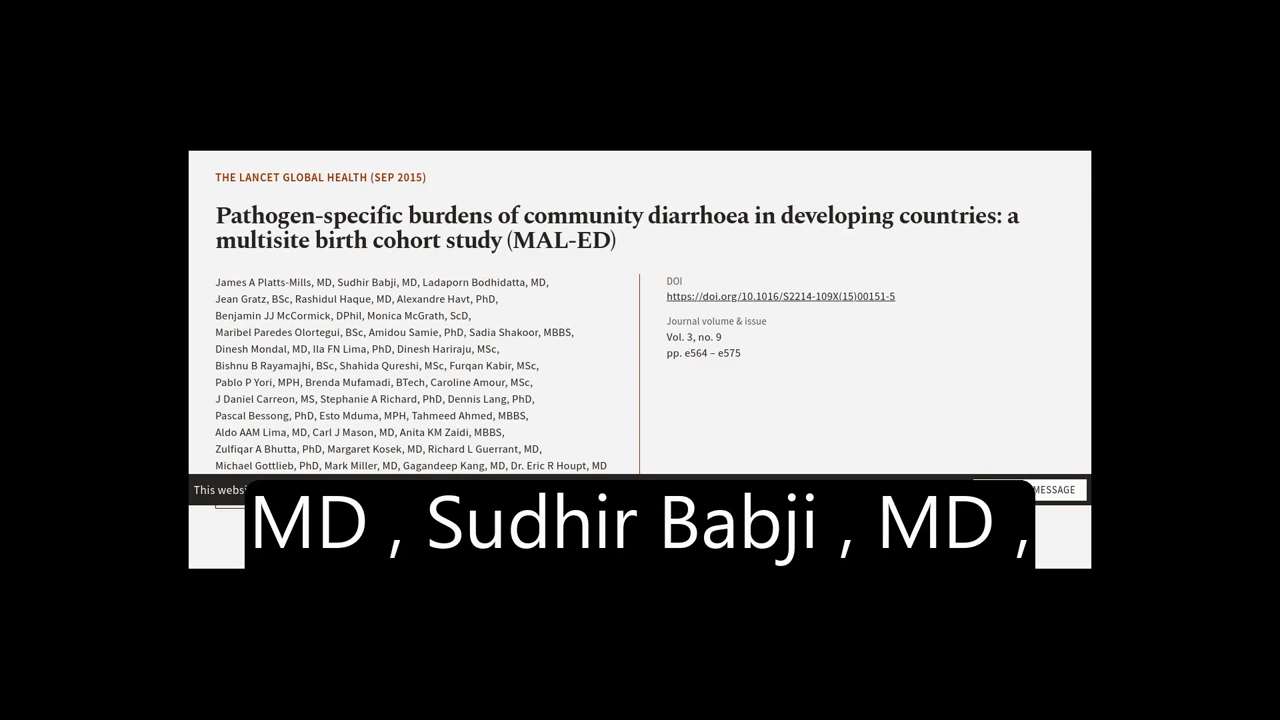 THE LANCET GLOBAL HEALTH (SEP 2015)
Pathogen-specific burdens of community diarrhoea in developing countries: a
multisite birth cohort study (MAL-ED)
James A Platts-Mills, MD, Sudhir Babji, MD, Ladaporn Bodhidatta, MD,
Jean Gratz, BSc, Rashidul Haque, MD, Alexandre Havt, PhD,
Benjamin JJ McCormick, DPhil, Monica McGrath, ScD,
Maribel Paredes Olortegui, BSc, Amidou Samie, PhD, Sadia Shakoor, MBBS,
Dinesh Mondal, MD, Ila FN Lima, PhD, Dinesh Hariraju, MSc,
Bishnu B Rayamajhi, BSc, Shahida Qureshi, MSc, Furqan Kabir, MSc,
Pablo P Yori, MPH, Brenda Mufamadi, BTech, Caroline Amour, MSc,
J Daniel Carreon, MS, Stephanie A Richard, PhD, Dennis Lang, PhD,
Pascal Bessong, PhD, Esto Mduma, MPH, Tahmeed Ahmed, MBBS,
Aldo AAM Lima, MD, Carl J Mason, MD, Anita KM Zaidi, MBBS,
Zulfiqar A Bhutta, PhD, Margaret Kosek, MD, Richard L Guerrant, MD,
Michael Gottlieb, PhD, Mark Miller, MD, Gagandeep Kang, MD, Dr. Eric R Houpt, MD
DOI
https://doi.org/10.1016/S2214-109X(15)00151-5
Journal volume & issue
Vol. 3, no. 9
pp. e564 – e575
This websi
MESSAGE
MD , Sudhir Babji , MD ,